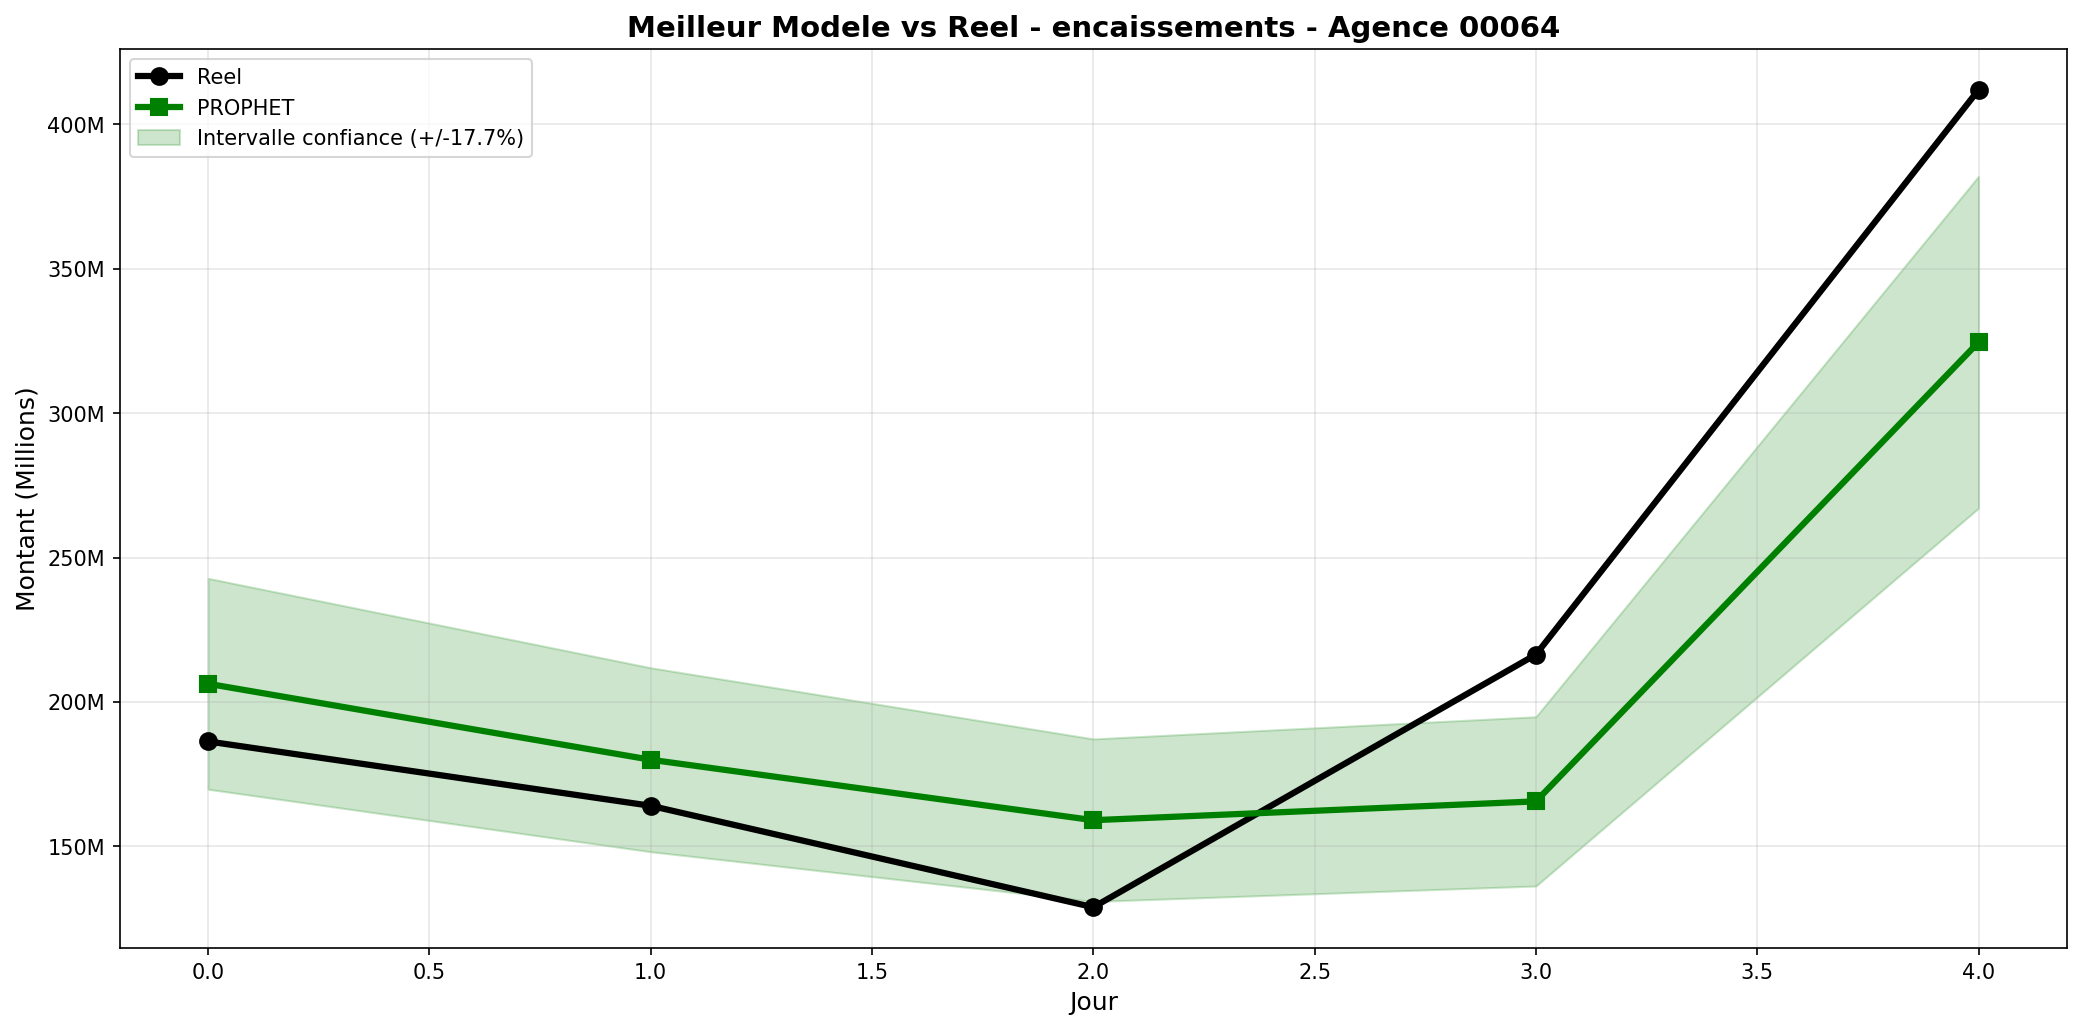 Meilleur Modele vs Reel - encaissements - Agence 00064
Reel
PROPHET
Intervalle confiance (+/-17.7%)
400M
350M
300M
250M
200M
150M
Montant (Millions)
0.0 0.5 1.0 1.5 2.0 2.5 3.0 3.5 4.0
Jour